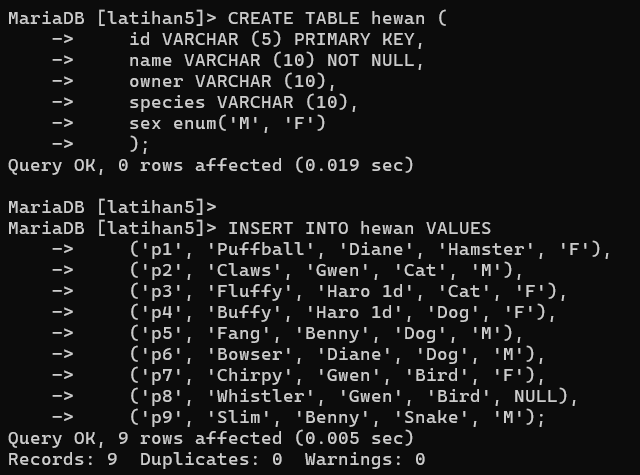 MariaDB [latihan5]> CREATE TABLE hewan (
    ->     id VARCHAR (5) PRIMARY KEY,
    ->     name VARCHAR (10) NOT NULL,
    ->     owner VARCHAR (10),
    ->     species VARCHAR (10),
    ->     sex enum('M', 'F')
    ->     );
Query OK, 0 rows affected (0.019 sec)

MariaDB [latihan5]>
MariaDB [latihan5]> INSERT INTO hewan VALUES
    ->     ('p1', 'Puffball', 'Diane', 'Hamster', 'F'),
    ->     ('p2', 'Claws', 'Gwen', 'Cat', 'M'),
    ->     ('p3', 'Fluffy', 'Haro 1d', 'Cat', 'F'),
    ->     ('p4', 'Buffy', 'Haro 1d', 'Dog', 'F'),
    ->     ('p5', 'Fang', 'Benny', 'Dog', 'M'),
    ->     ('p6', 'Bowser', 'Diane', 'Dog', 'M'),
    ->     ('p7', 'Chirpy', 'Gwen', 'Bird', 'F'),
    ->     ('p8', 'Whistler', 'Gwen', 'Bird', NULL),
    ->     ('p9', 'Slim', 'Benny', 'Snake', 'M');
Query OK, 9 rows affected (0.005 sec)
Records: 9  Duplicates: 0  Warnings: 0